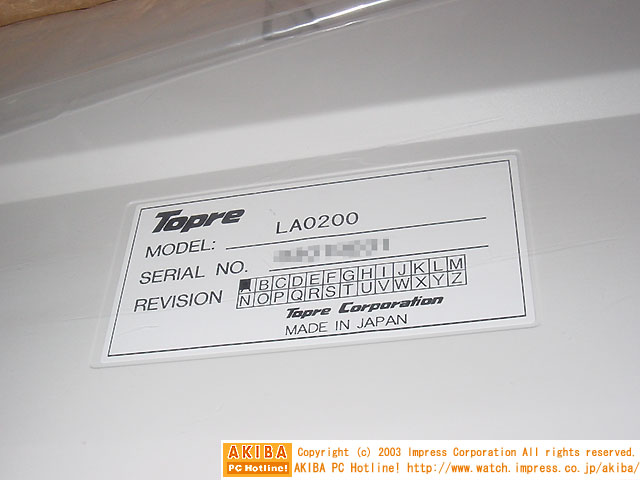 Topre
MODEL: LA0200
SERIAL NO.
REVISION BCDEFGHIJKLM
NOPQRSTUVWXYZ
Topre Corporation
MADE IN JAPAN
AKIBA PC Hotline!
Copyright (c) 2003 Impress Corporation All rights reserved.
AKIBA PC Hotline! http://www.watch.impress.co.jp/akiba/